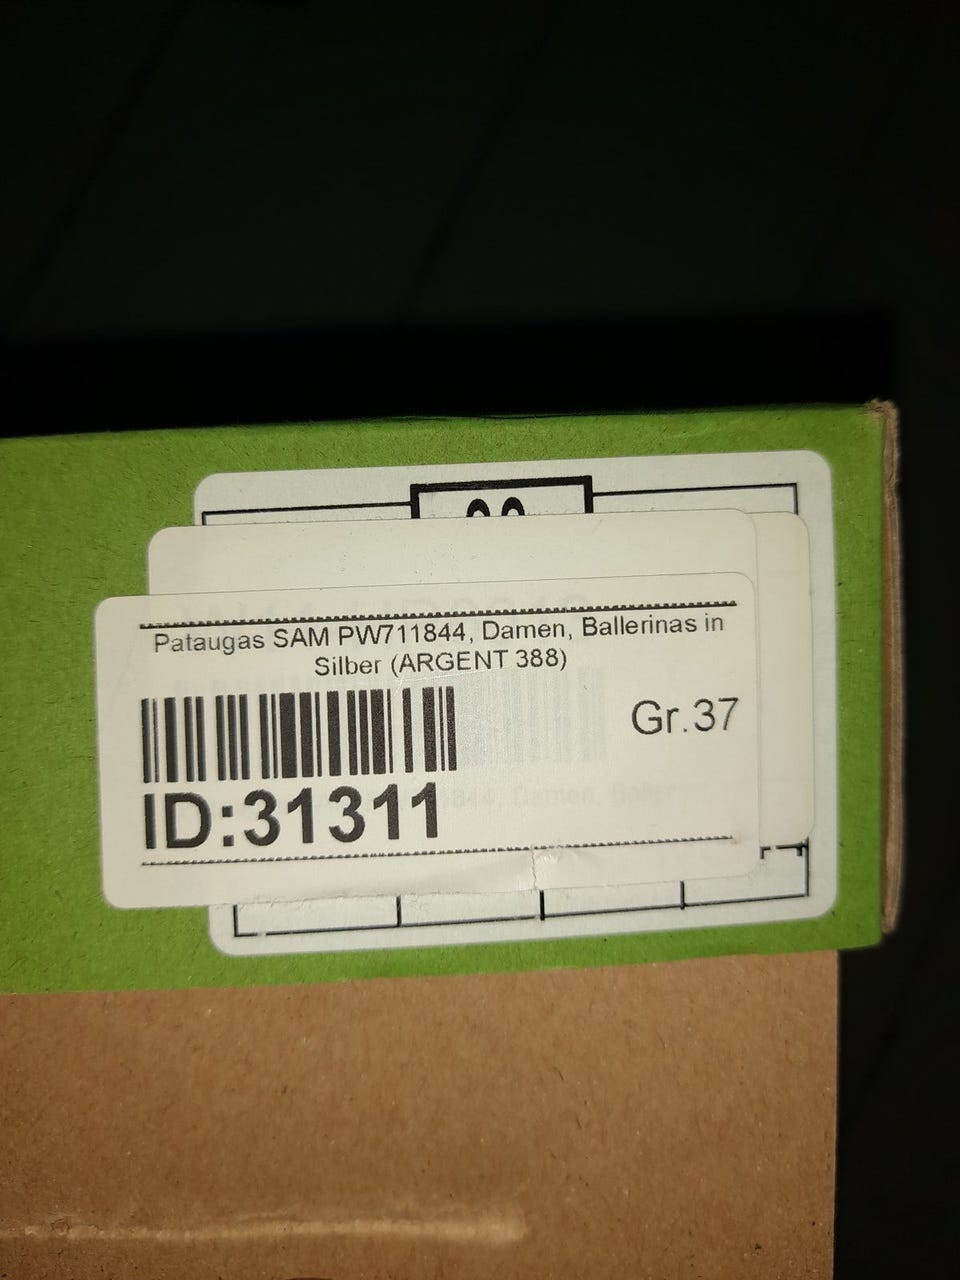 Pataugas SAM PW711844, Damen, Ballerinas in
Silber (ARGENT 388)
Gr.37
ID:31311